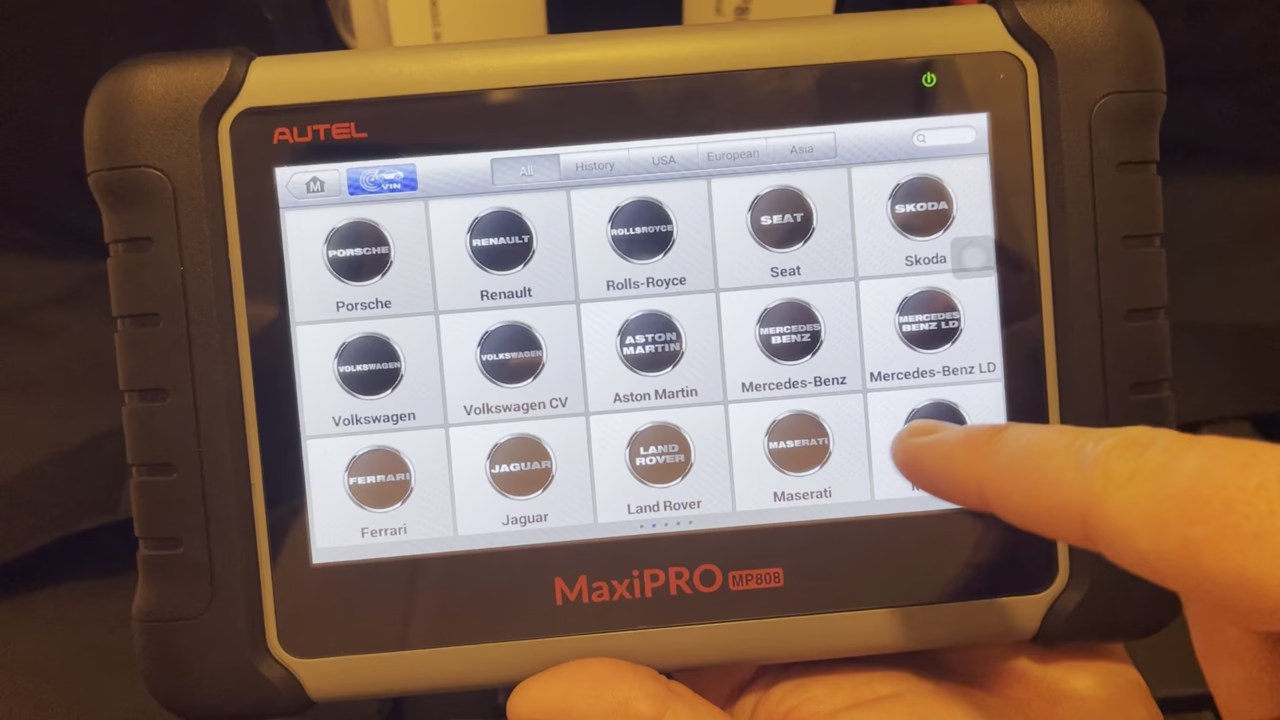 AUTEL
M
VIN
All
History
USA
European
Asia
PORSCHE
RENAULT
ROLLSROYCE
SEAT
SKODA
Porsche
Renault
Rolls-Royce
Seat
Skoda
VOLKSWAGEN
VOLKSWAGEN
ASTON
MARTIN
MERCEDES
BENZ
MERCEDES
BENZ LD
Volkswagen
Volkswagen CV
Aston Martin
Mercedes-Benz
Mercedes-Benz LD
FERRARI
JAGUAR
LAND
ROVER
MASERATI
Ferrari
Jaguar
Land Rover
Maserati
MaxiPRO MP808